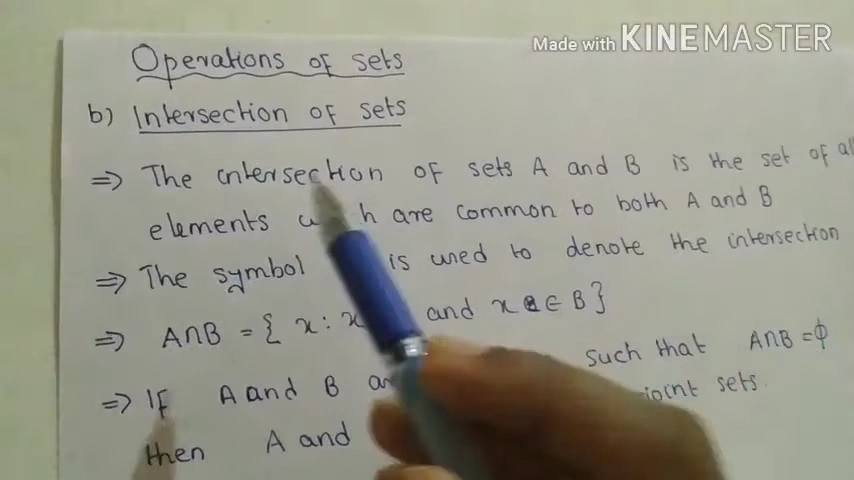 Made with KINEMASTER
Operations of sets
b) Intersection of sets
⇒ The intersection of sets A and B is the set of all
elements are common to both A and B
⇒ The symbol is used to denote the intersection
⇒ A∩B = { x : x and x ∈ B }
⇒ If A and B such that A∩B = ϕ
then A and sets.